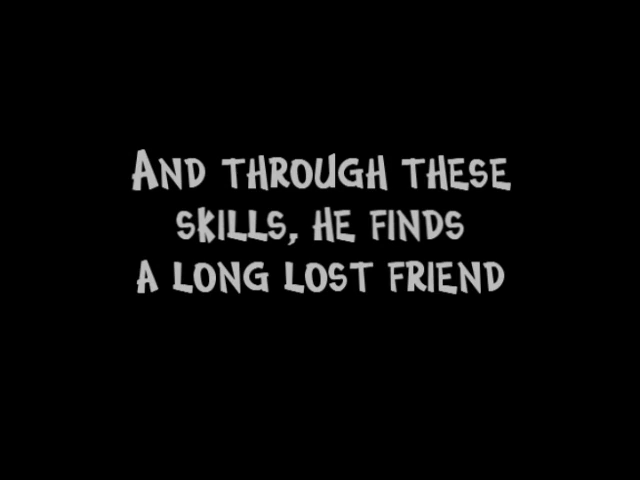 AND THROUGH THESE
SKILLS, HE FINDS
A LONG LOST FRIEND